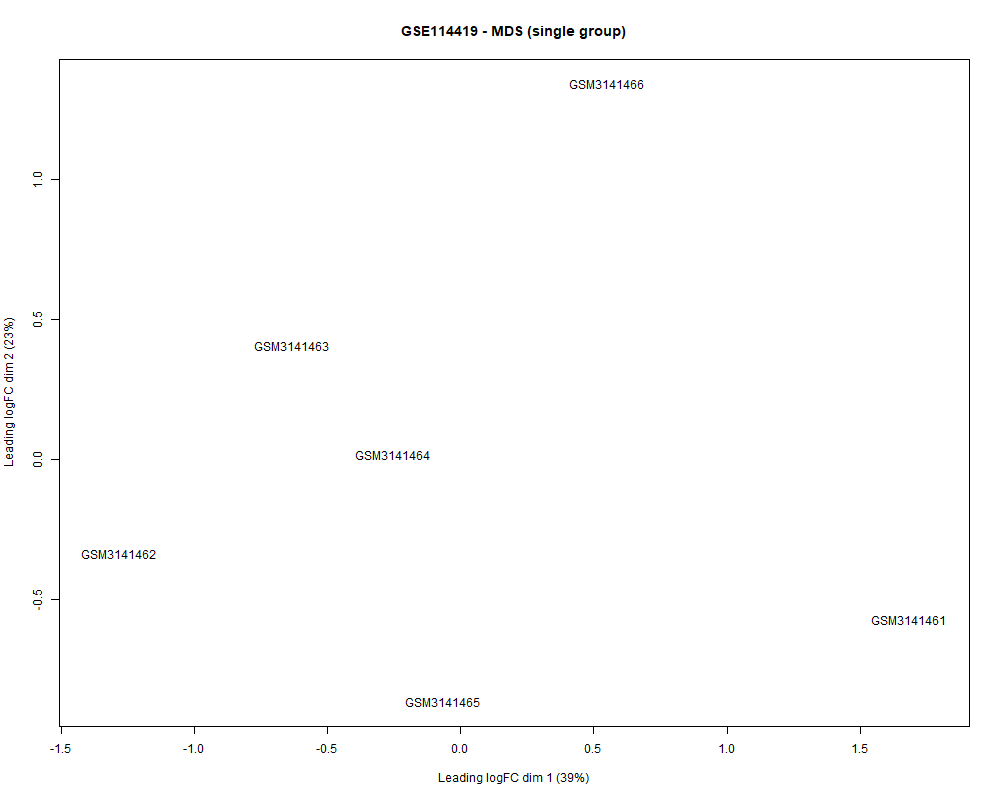 GSE114419 - MDS (single group)
GSM3141466
1.0
0.5
GSM3141463
Leading logFC dim 2 (23%)
GSM3141464
0.0
GSM3141462
-0.5
GSM3141461
GSM3141465
-1.5 -1.0 -0.5 0.0 0.5 1.0 1.5
Leading logFC dim 1 (39%)